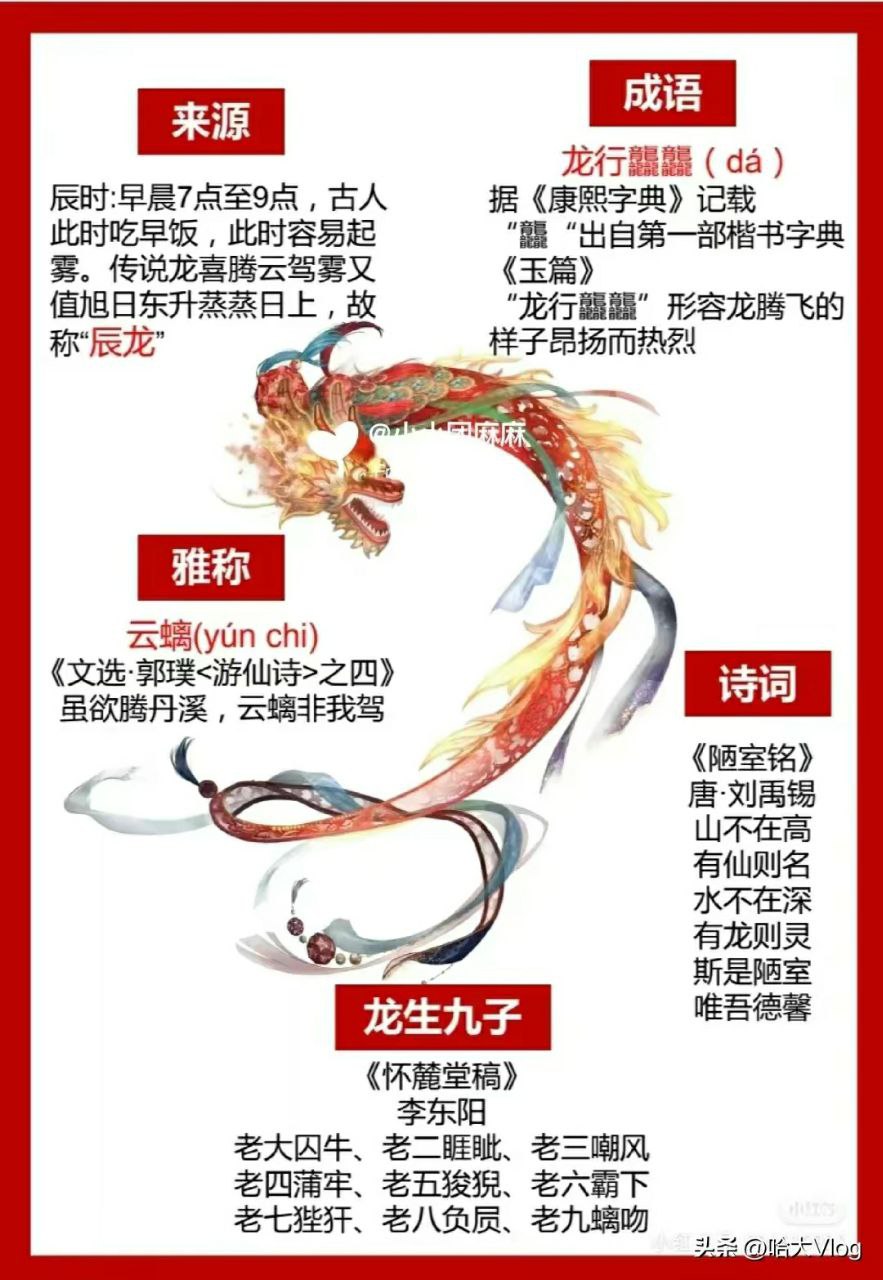 来源
辰时:早晨7点至9点，古人
此时吃早饭，此时容易起
雾。传说龙喜腾云驾雾又
值旭日东升蒸蒸日上，故
称“辰龙”
成语
龙行龘龘（dá）
据《康熙字典》记载
“龘“出自第一部楷书字典
《玉篇》
“龙行龘龘”形容龙腾飞的
样子昂扬而热烈
雅称
云螭(yún chi)
《文选·郭璞<游仙诗>之四》
虽欲腾丹溪，云螭非我驾
诗词
《陋室铭》
唐·刘禹锡
山不在高
有仙则名
水不在深
有龙则灵
斯是陋室
唯吾德馨
龙生九子
《怀麓堂稿》
李东阳
老大囚牛、老二睚眦、老三嘲风
老四蒲牢、老五狻猊、老六霸下
老七狴犴、老八负屃、老九螭吻
小红书
头条 @哈大Vlog